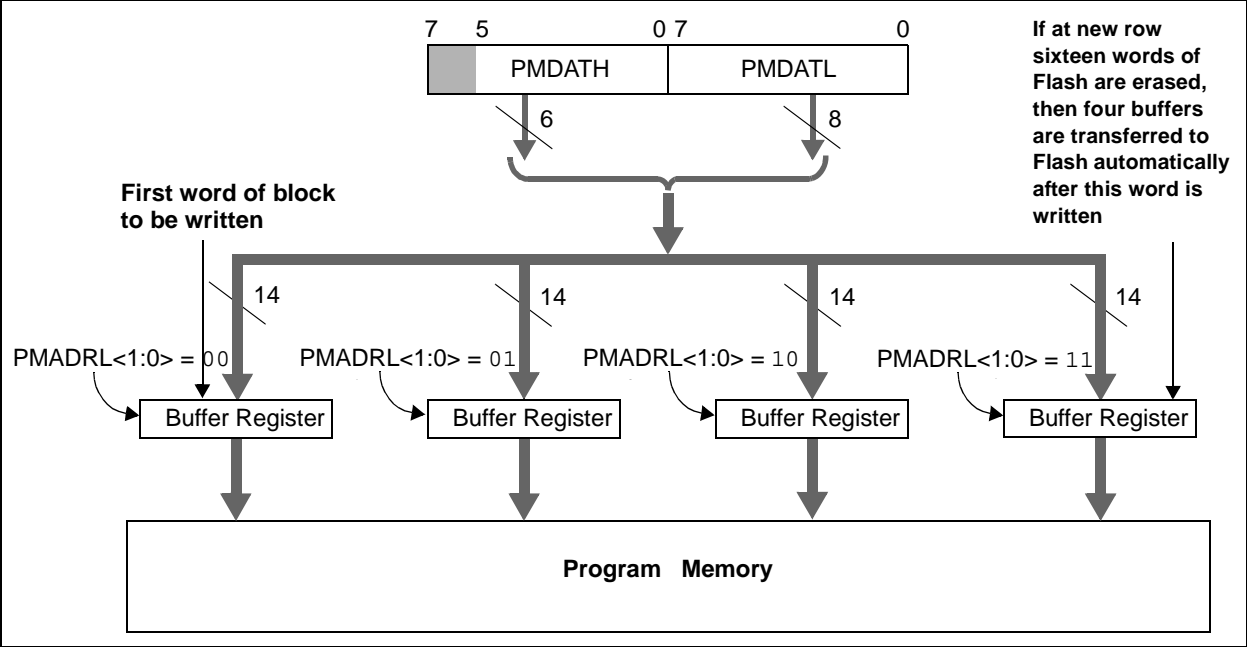 7 5 0 7 0
PMDATH PMDATL
6 8
If at new row
sixteen words of
Flash are erased,
then four buffers
are transferred to
Flash automatically
after this word is
written
First word of block
to be written
14 14 14 14
PMADRL<1:0> = 00 PMADRL<1:0> = 01 PMADRL<1:0> = 10 PMADRL<1:0> = 11
Buffer Register Buffer Register Buffer Register Buffer Register
Program Memory